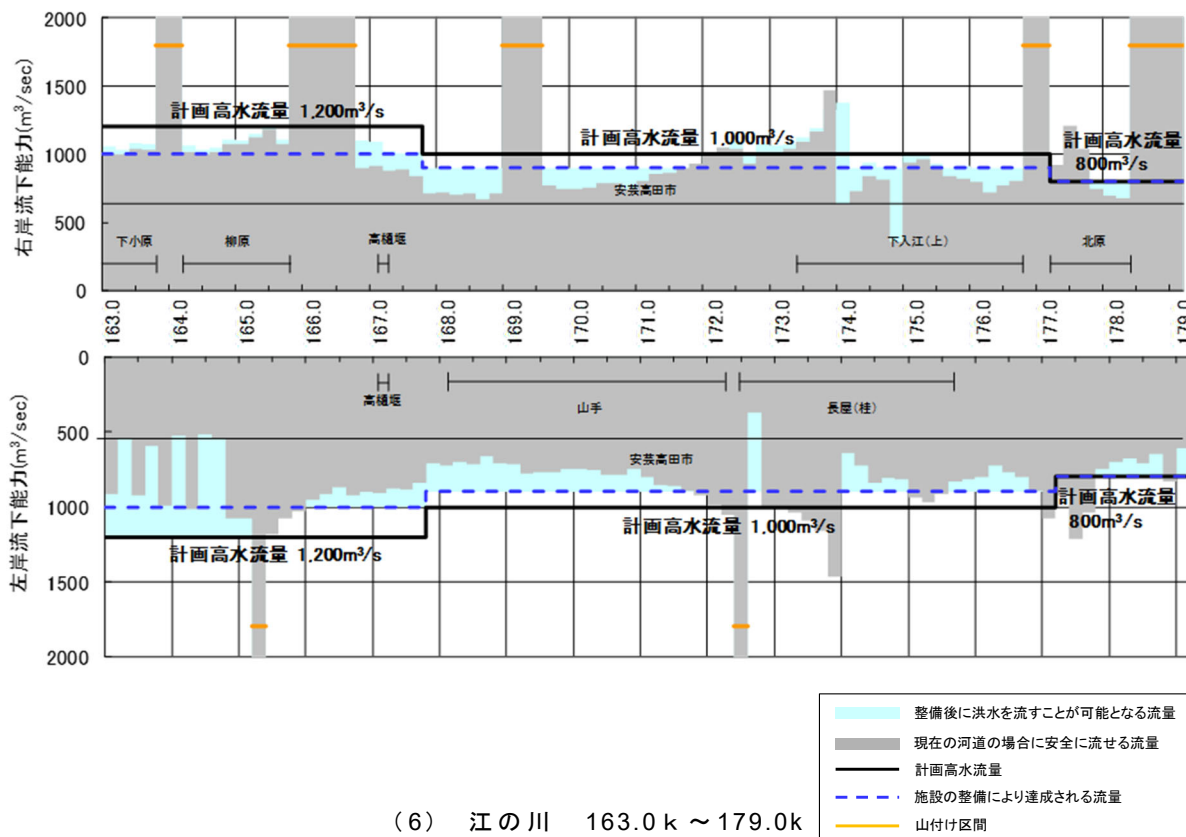 右岸流下能力(m³/sec)
2000
1500
1000
500
0
計画高水流量 1,200m³/s
計画高水流量 1,000m³/s
計画高水流量
800m³/s
安芸高田市
下小原
柳原
高樋堰
下入江(上)
北原
163.0
164.0
165.0
166.0
167.0
168.0
169.0
170.0
171.0
172.0
173.0
174.0
175.0
176.0
177.0
178.0
179.0
左岸流下能力(m³/sec)
0
500
1000
1500
2000
高樋堰
山手
長屋(桂)
安芸高田市
計画高水流量 1,200m³/s
計画高水流量 1,000m³/s
計画高水流量
800m³/s
整備後に洪水を流すことが可能となる流量
現在の河道の場合に安全に流せる流量
計画高水流量
施設の整備により達成される流量
山付け区間
(6) 江の川 163.0k～179.0k